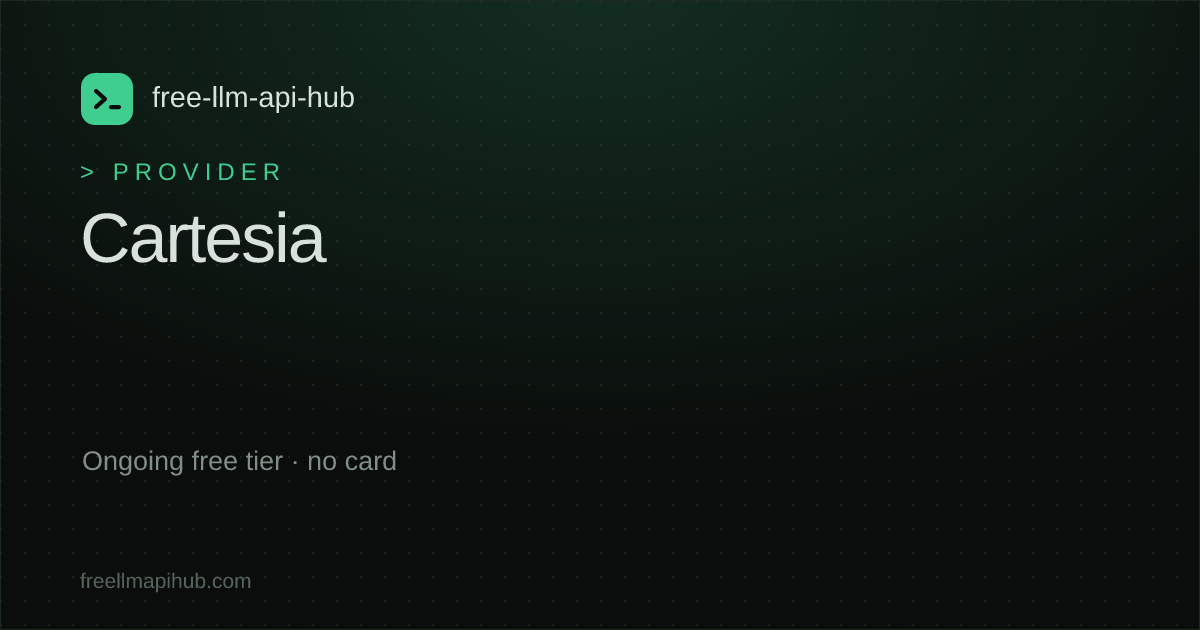 free-llm-api-hub
> PROVIDER
Cartesia
Ongoing free tier · no card
freellmapihub.com